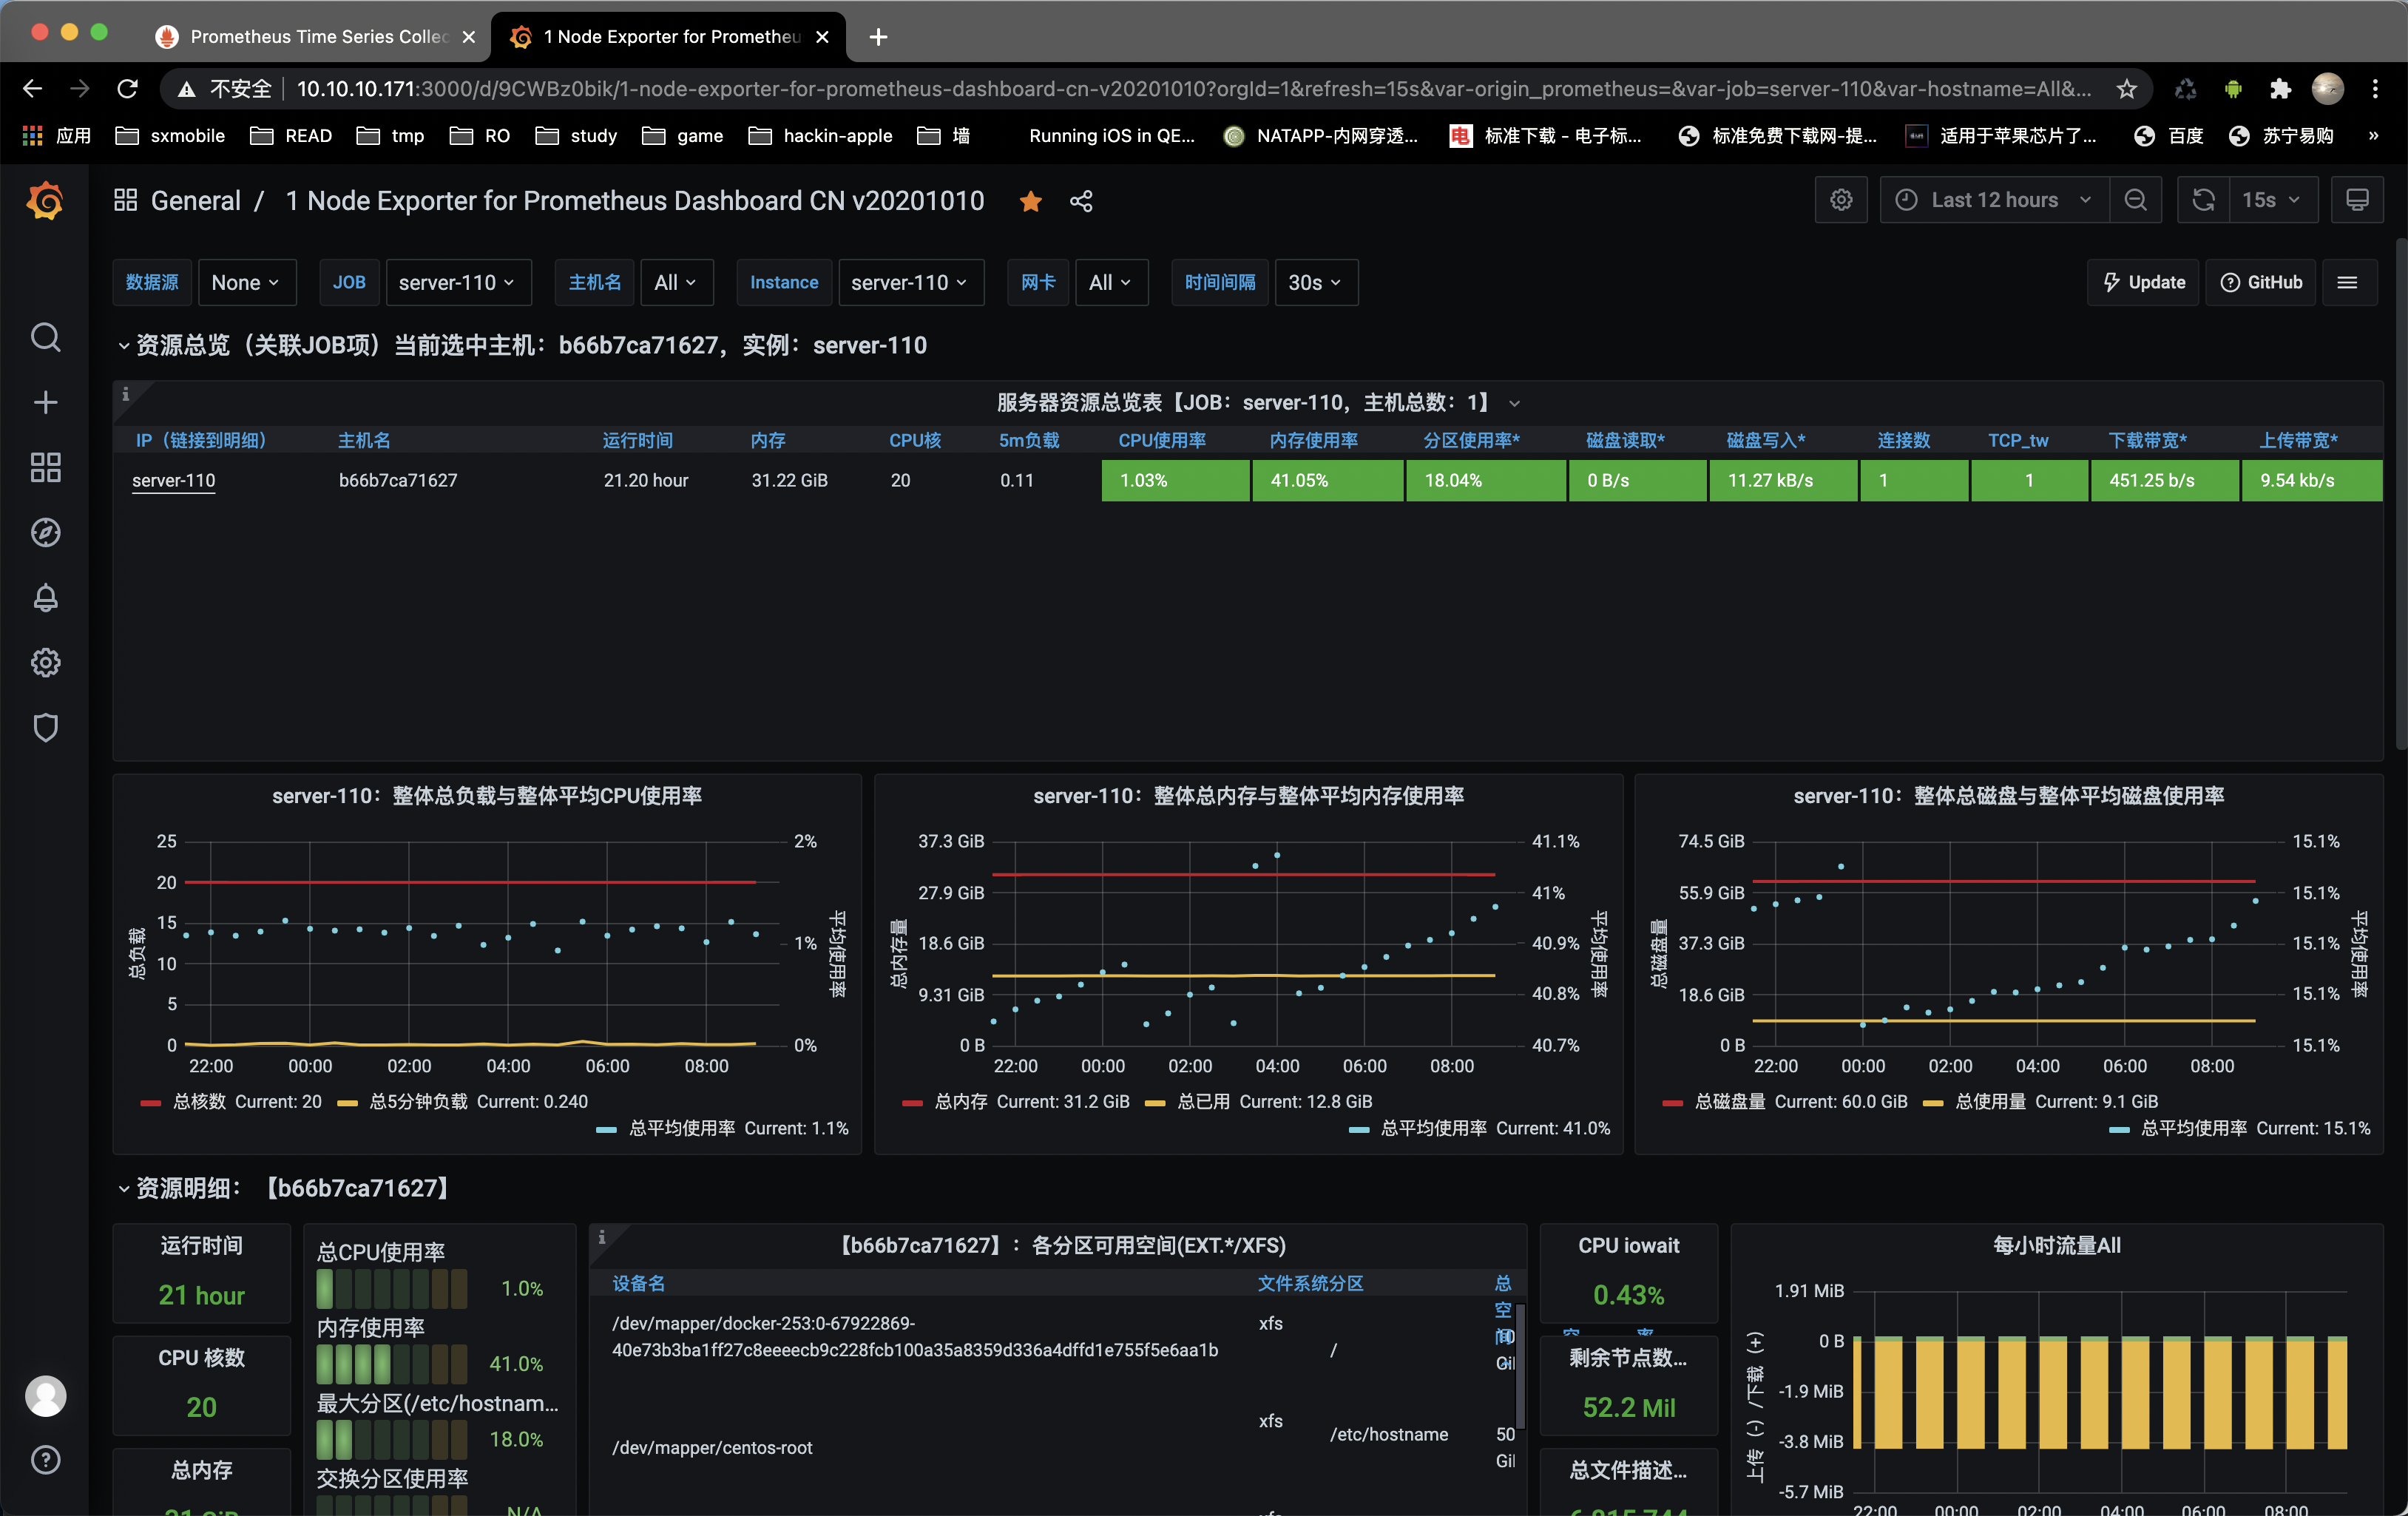 Prometheus Time Series Collec
1 Node Exporter for Prometheu
不安全
10.10.10.171:3000/d/9CWBz0bik/1-node-exporter-for-prometheus-dashboard-cn-v20201010?orgId=1&refresh=15s&var-origin_prometheus=&var-job=server-110&var-hostname=All&...
应用 sxmobile READ tmp RO study game hackin-apple 墙 Running iOS in QE... NATAPP-内网穿透... 电 标准下载 - 电子标... 标准免费下载网-提... 适用于苹果芯片了... 百度 苏宁易购 »
General / 1 Node Exporter for Prometheus Dashboard CN v20201010
Last 12 hours 15s
数据源 None JOB server-110 主机名 All Instance server-110 网卡 All 时间间隔 30s Update GitHub
资源总览（关联JOB项）当前选中主机：b66b7ca71627，实例：server-110
服务器资源总览表【JOB：server-110，主机总数：1】
IP（链接到明细） 主机名 运行时间 内存 CPU核 5m负载 CPU使用率 内存使用率 分区使用率* 磁盘读取* 磁盘写入* 连接数 TCP_tw 下载带宽* 上传带宽*
server-110 b66b7ca71627 21.20 hour 31.22 GiB 20 0.11 1.03% 41.05% 18.04% 0 B/s 11.27 kB/s 1 1 451.25 b/s 9.54 kb/s
server-110：整体总负载与整体平均CPU使用率
25
20
15
10
5
0
总负载
2%
1%
0%
平均使用率
22:00 00:00 02:00 04:00 06:00 08:00
总核数 Current: 20 总5分钟负载 Current: 0.240
总平均使用率 Current: 1.1%
server-110：整体总内存与整体平均内存使用率
37.3 GiB
27.9 GiB
18.6 GiB
9.31 GiB
0 B
总内存量
41.1%
41%
40.9%
40.8%
40.7%
平均使用率
22:00 00:00 02:00 04:00 06:00 08:00
总内存 Current: 31.2 GiB 总已用 Current: 12.8 GiB
总平均使用率 Current: 41.0%
server-110：整体总磁盘与整体平均磁盘使用率
74.5 GiB
55.9 GiB
37.3 GiB
18.6 GiB
0 B
总磁盘量
15.1%
15.1%
15.1%
15.1%
15.1%
平均使用率
22:00 00:00 02:00 04:00 06:00 08:00
总磁盘量 Current: 60.0 GiB 总使用量 Current: 9.1 GiB
总平均使用率 Current: 15.1%
资源明细：【b66b7ca71627】
运行时间
21 hour
CPU 核数
20
总内存
总CPU使用率
1.0%
内存使用率
41.0%
最大分区(/etc/hostnam...
18.0%
交换分区使用率
N/A
【b66b7ca71627】：各分区可用空间(EXT.*/XFS)
设备名 文件系统分区 总空间
/dev/mapper/docker-253:0-67922869-
40e73b3ba1ff27c8eeeecb9c228fcb100a35a8359d336a4dffd1e755f5e6aa1b
xfs / 10 GiI
/dev/mapper/centos-root xfs /etc/hostname 50 GiI
CPU iowait
0.43%
剩余节点数...
52.2 Mil
总文件描述...
每小时流量All
1.91 MiB
0 B
-1.9 MiB
-3.8 MiB
-5.7 MiB
上传（-）/下载（+）
22:00 00:00 02:00 04:00 06:00 08:00